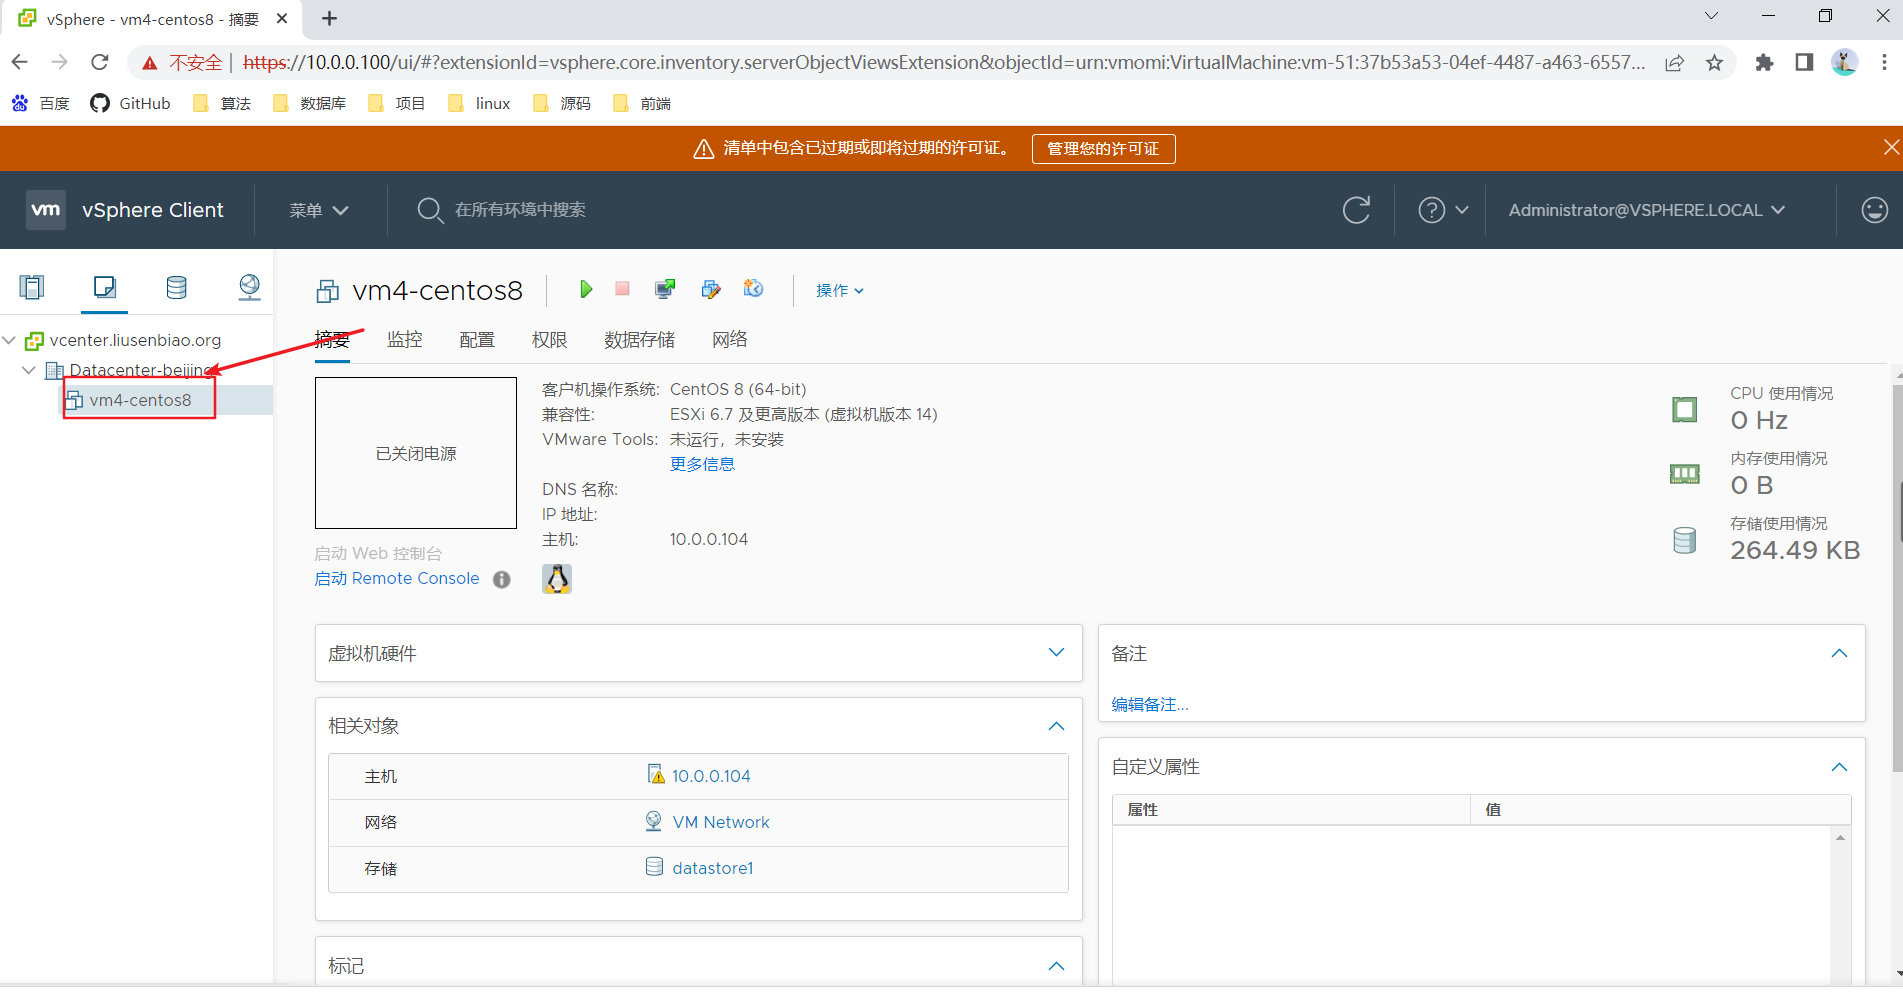 vSphere - vm4-centos8 - 摘要
不安全 | https://10.0.0.100/ui/#?extensionId=vsphere.core.inventory.serverObjectViewsExtension&objectId=urn:vmomi:VirtualMachine:vm-51:37b53a53-04ef-4487-a463-6557...
百度 GitHub 算法 数据库 项目 linux 源码 前端
清单中包含已过期或即将过期的许可证。 管理您的许可证
vm vSphere Client 菜单 在所有环境中搜索 Administrator@VSPHERE.LOCAL
vcenter.liusenbiao.org
Datacenter-beijing
vm4-centos8
vm4-centos8 操作
摘要 监控 配置 权限 数据存储 网络
已关闭电源
启动 Web 控制台
启动 Remote Console
客户机操作系统: CentOS 8 (64-bit)
兼容性: ESXi 6.7 及更高版本 (虚拟机版本 14)
VMware Tools: 未运行，未安装
更多信息
DNS 名称:
IP 地址:
主机: 10.0.0.104
CPU 使用情况
0 Hz
内存使用情况
0 B
存储使用情况
264.49 KB
虚拟机硬件
相关对象
主机 10.0.0.104
网络 VM Network
存储 datastore1
标记
备注
编辑备注...
自定义属性
属性 值